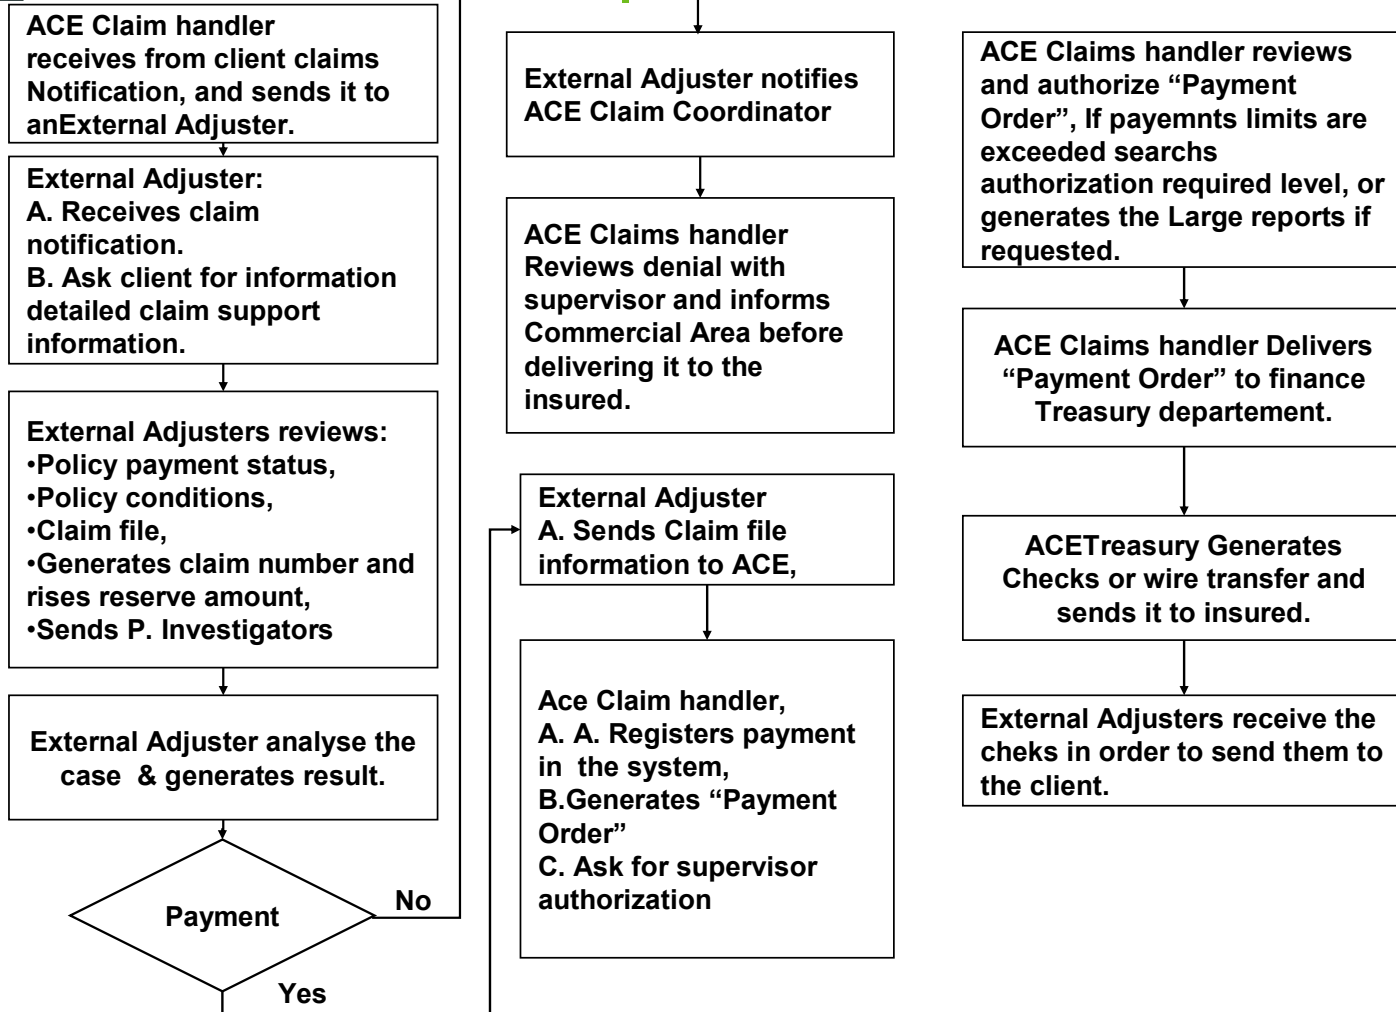 ACE Claim handler
receives from client claims
Notification, and sends it to
anExternal Adjuster.
External Adjuster:
A. Receives claim
notification.
B. Ask client for information
detailed claim support
information.
External Adjusters reviews:
•Policy payment status,
•Policy conditions,
•Claim file,
•Generates claim number and
rises reserve amount,
•Sends P. Investigators
External Adjuster analyse the
case & generates result.
Payment
No
Yes
External Adjuster notifies
ACE Claim Coordinator
ACE Claims handler
Reviews denial with
supervisor and informs
Commercial Area before
delivering it to the
insured.
External Adjuster
A. Sends Claim file
information to ACE,
Ace Claim handler,
A. A. Registers payment
in the system,
B.Generates “Payment
Order”
C. Ask for supervisor
authorization
ACE Claims handler reviews
and authorize “Payment
Order”, If payemnts limits are
exceeded searchs
authorization required level, or
generates the Large reports if
requested.
ACE Claims handler Delivers
“Payment Order” to finance
Treasury departement.
ACETreasury Generates
Checks or wire transfer and
sends it to insured.
External Adjusters receive the
cheks in order to send them to
the client.